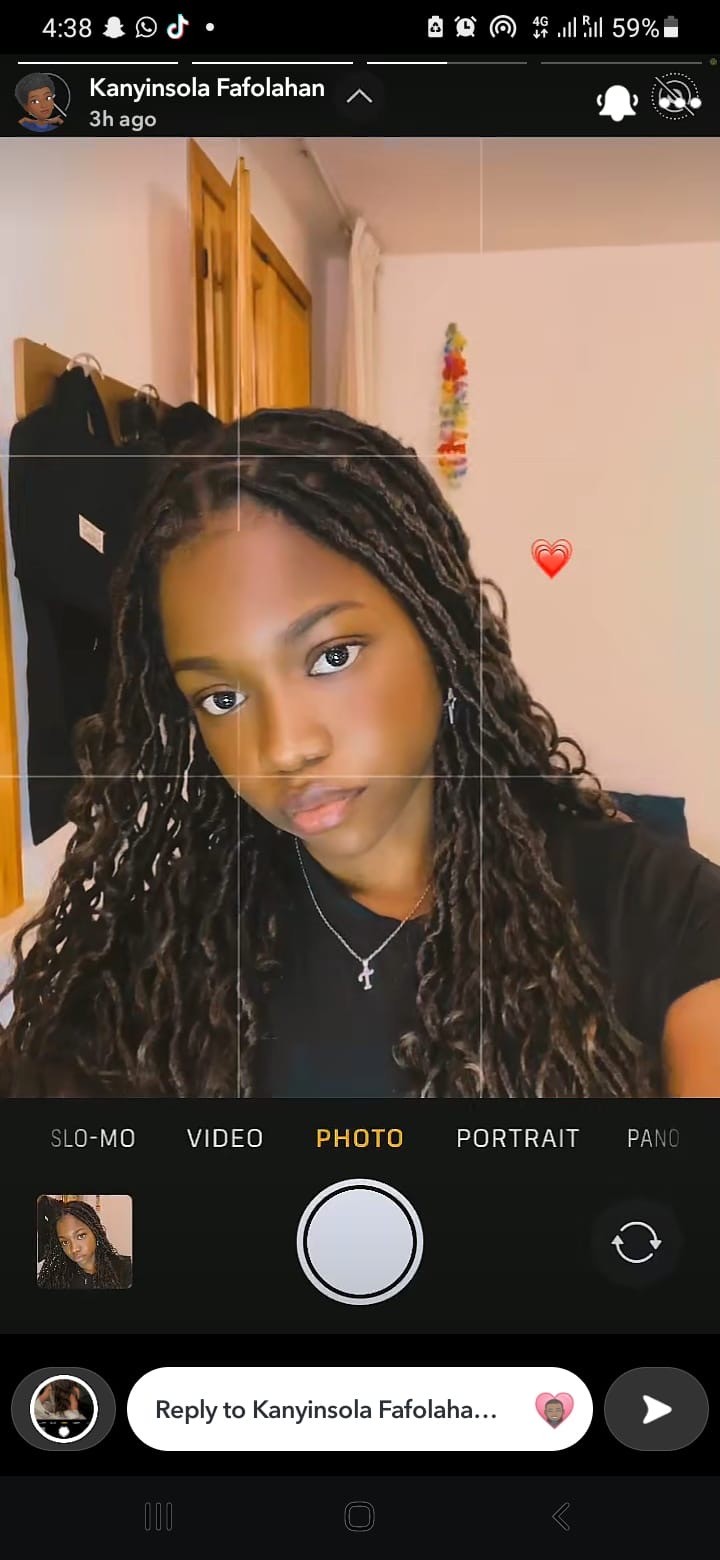 4:38
4G
R
59%
Kanyinsola Fafolahan
3h ago
SLO-MO
VIDEO
PHOTO
PORTRAIT
PANO
Reply to Kanyinsola Fafolaha...